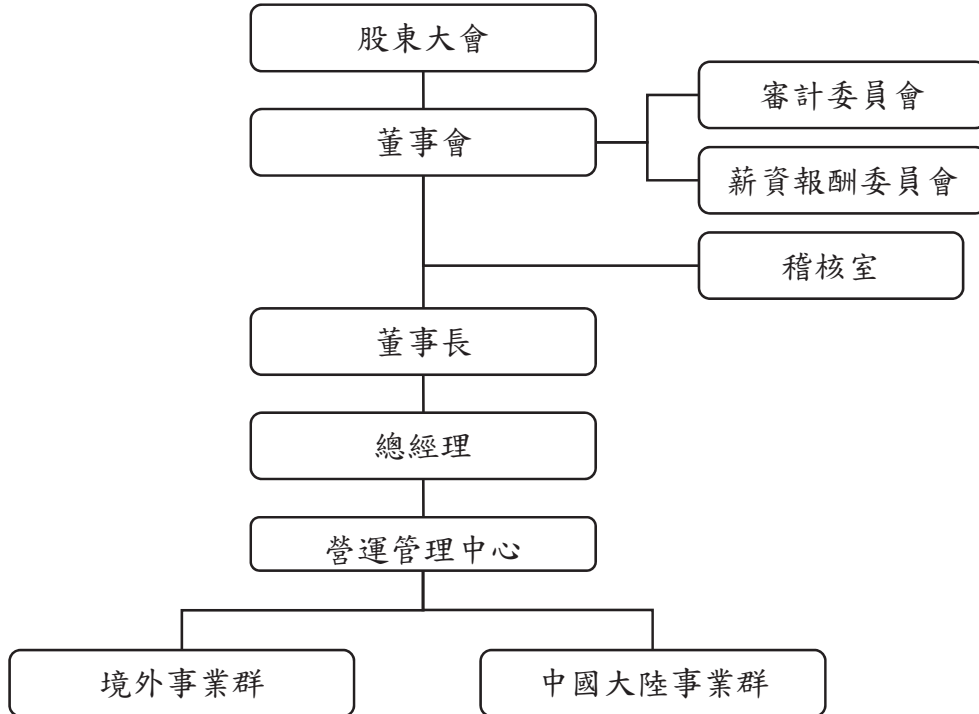 股東大會
審計委員會
董事會
薪資報酬委員會
稽核室
董事長
總經理
營運管理中心
境外事業群
中國大陸事業群